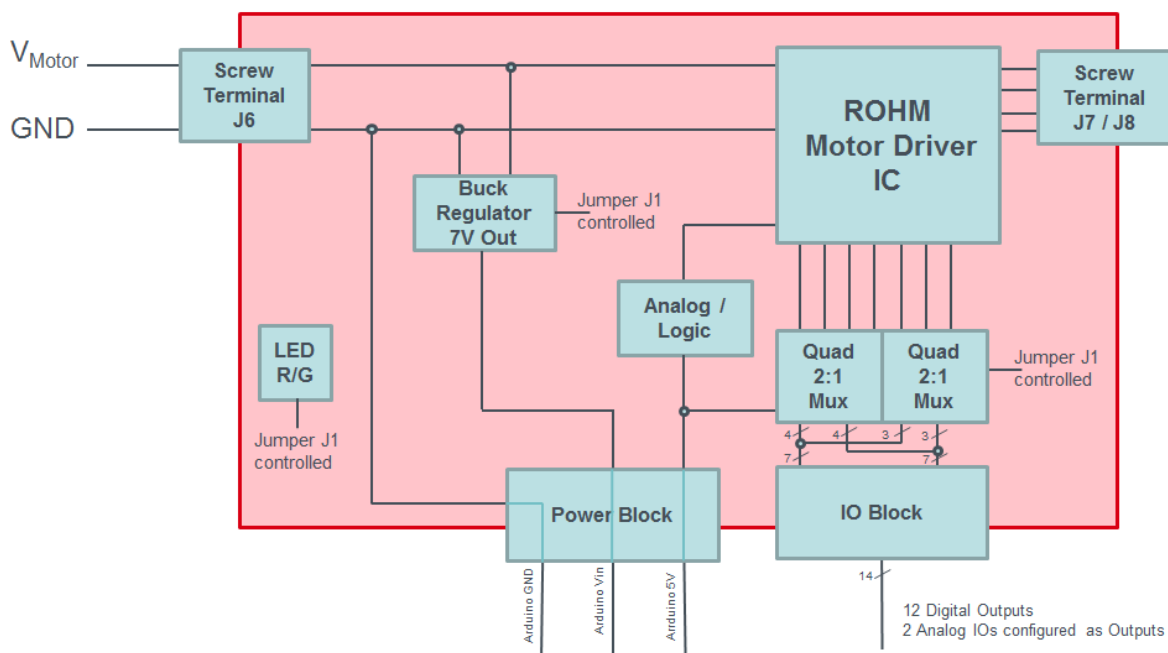 V Motor
GND
Screw
Terminal
J6
ROHM
Motor Driver
IC
Screw
Terminal
J7 / J8
Buck
Regulator
7V Out
Jumper J1
controlled
Analog /
Logic
LED
R/G
Jumper J1
controlled
Quad
2:1
Mux
Quad
2:1
Mux
Jumper J1
controlled
4
4
3
3
7
7
Power Block
IO Block
Arduino GND
Arduino Vin
Arrduino 5V
14
12 Digital Outputs
2 Analog IOs configured as Outputs